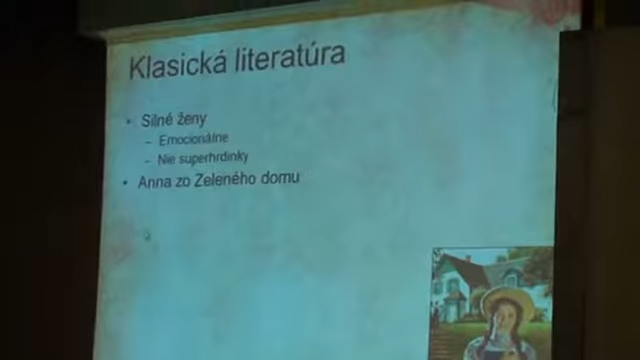 Klasická literatúra
• Silné ženy
– Emocionálne
– Nie superhrdinky
• Anna zo Zeleného domu